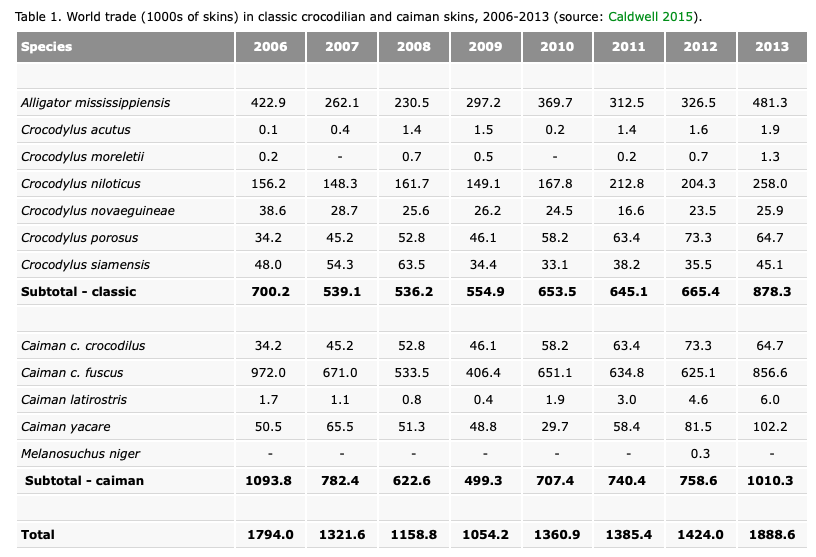 Table 1. World trade (1000s of skins) in classic crocodilian and caiman skins, 2006-2013 (source: Caldwell 2015).
Species 2006 2007 2008 2009 2010 2011 2012 2013
Alligator mississippiensis 422.9 262.1 230.5 297.2 369.7 312.5 326.5 481.3
Crocodylus acutus 0.1 0.4 1.4 1.5 0.2 1.4 1.6 1.9
Crocodylus moreletii 0.2 - 0.7 0.5 - 0.2 0.7 1.3
Crocodylus niloticus 156.2 148.3 161.7 149.1 167.8 212.8 204.3 258.0
Crocodylus novaeguineae 38.6 28.7 25.6 26.2 24.5 16.6 23.5 25.9
Crocodylus porosus 34.2 45.2 52.8 46.1 58.2 63.4 73.3 64.7
Crocodylus siamensis 48.0 54.3 63.5 34.4 33.1 38.2 35.5 45.1
Subtotal - classic 700.2 539.1 536.2 554.9 653.5 645.1 665.4 878.3
Caiman c. crocodilus 34.2 45.2 52.8 46.1 58.2 63.4 73.3 64.7
Caiman c. fuscus 972.0 671.0 533.5 406.4 651.1 634.8 625.1 856.6
Caiman latirostris 1.7 1.1 0.8 0.4 1.9 3.0 4.6 6.0
Caiman yacare 50.5 65.5 51.3 48.8 29.7 58.4 81.5 102.2
Melanosuchus niger - - - - - - 0.3 -
Subtotal - caiman 1093.8 782.4 622.6 499.3 707.4 740.4 758.6 1010.3
Total 1794.0 1321.6 1158.8 1054.2 1360.9 1385.4 1424.0 1888.6